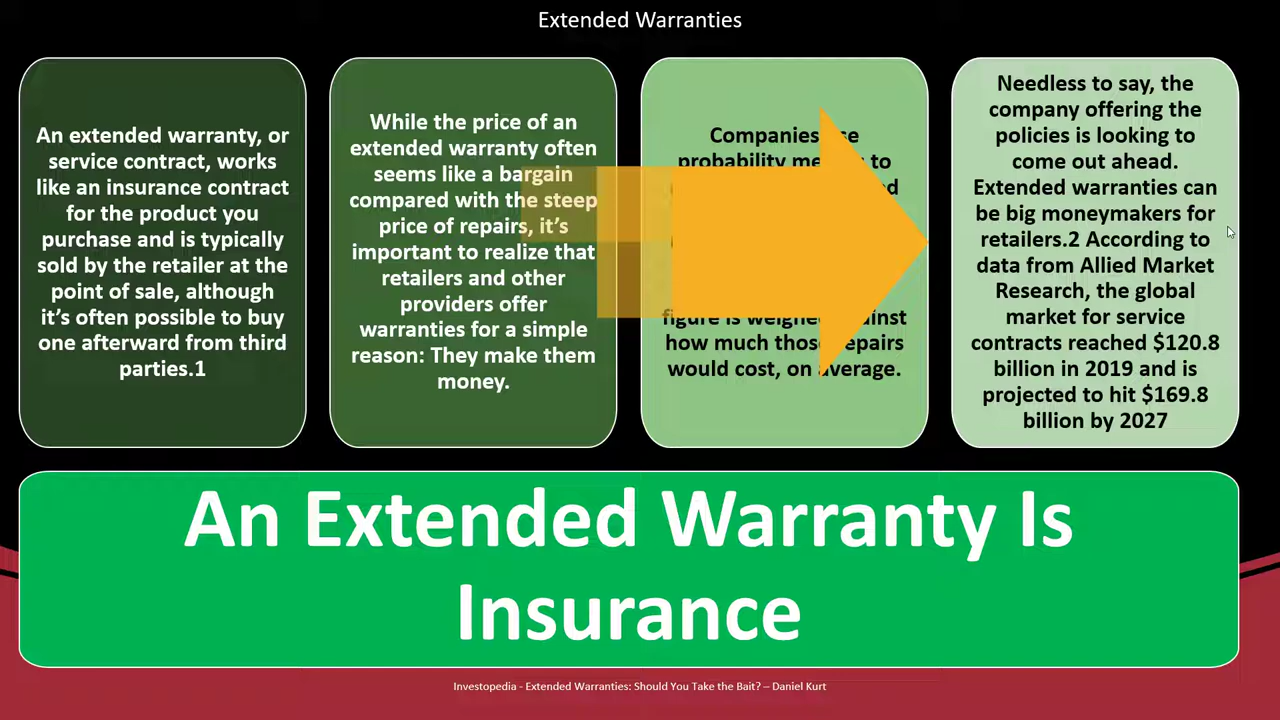 Extended Warranties
An extended warranty, or
service contract, works
like an insurance contract
for the product you
purchase and is typically
sold by the retailer at the
point of sale, although
it’s often possible to buy
one afterward from third
parties.1
While the price of an
extended warranty often
seems like a bargain
compared with the steep
price of repairs, it’s
important to realize that
retailers and other
providers offer
warranties for a simple
reason: They make them
money.
Companies
probability to
figure is
how much those repairs
would cost, on average.
Needless to say, the
company offering the
policies is looking to
come out ahead.
Extended warranties can
be big moneymakers for
retailers.2 According to
data from Allied Market
Research, the global
market for service
contracts reached $120.8
billion in 2019 and is
projected to hit $169.8
billion by 2027
An Extended Warranty Is
Insurance
Investopedia - Extended Warranties: Should You Take the Bait? – Daniel Kurt